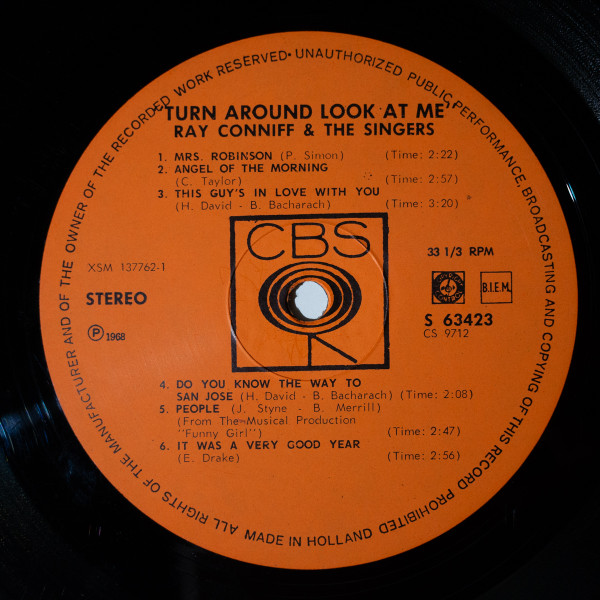 ALL RIGHTS OF THE MANUFACTURER AND OF THE OWNER OF THE RECORDED WORK RESERVED • UNAUTHORIZED PUBLIC PERFORMANCE, BROADCASTING AND COPYING OF THIS RECORD PROHIBITED
"TURN AROUND LOOK AT ME"
RAY CONNIFF & THE SINGERS
1. MRS. ROBINSON (P. Simon) (Time: 2:22)
2. ANGEL OF THE MORNING
(C. Taylor) (Time: 2:57)
3. THIS GUY'S IN LOVE WITH YOU
(H. David - B. Bacharach) (Time: 3:20)
CBS
33 1/3 RPM
XSM 137762-1
STEREO
B.I.E.M.
S 63423
CS 9712
℗ 1968
4. DO YOU KNOW THE WAY TO
SAN JOSE (H. David - B. Bacharach) (Time: 2:08)
5. PEOPLE (J. Styne - B. Merrill)
(From The Musical Production
"Funny Girl") (Time: 2:47)
6. IT WAS A VERY GOOD YEAR
(E. Drake) (Time: 2:56)
MADE IN HOLLAND